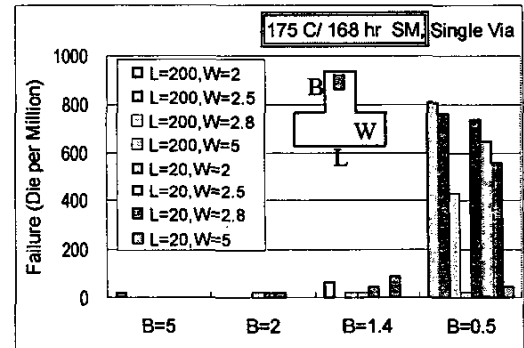 175 C/ 168 hr SM, Single Via
Failure (Die per Million)
1000
800
600
400
200
0
L=200,W=2
L=200,W=2.5
L=200,W=2.8
L=200,W=5
L=20,W=2
L=20,W=2.5
L=20,W=2.8
L=20,W=5
B
W
L
B=5 B=2 B=1.4 B=0.5